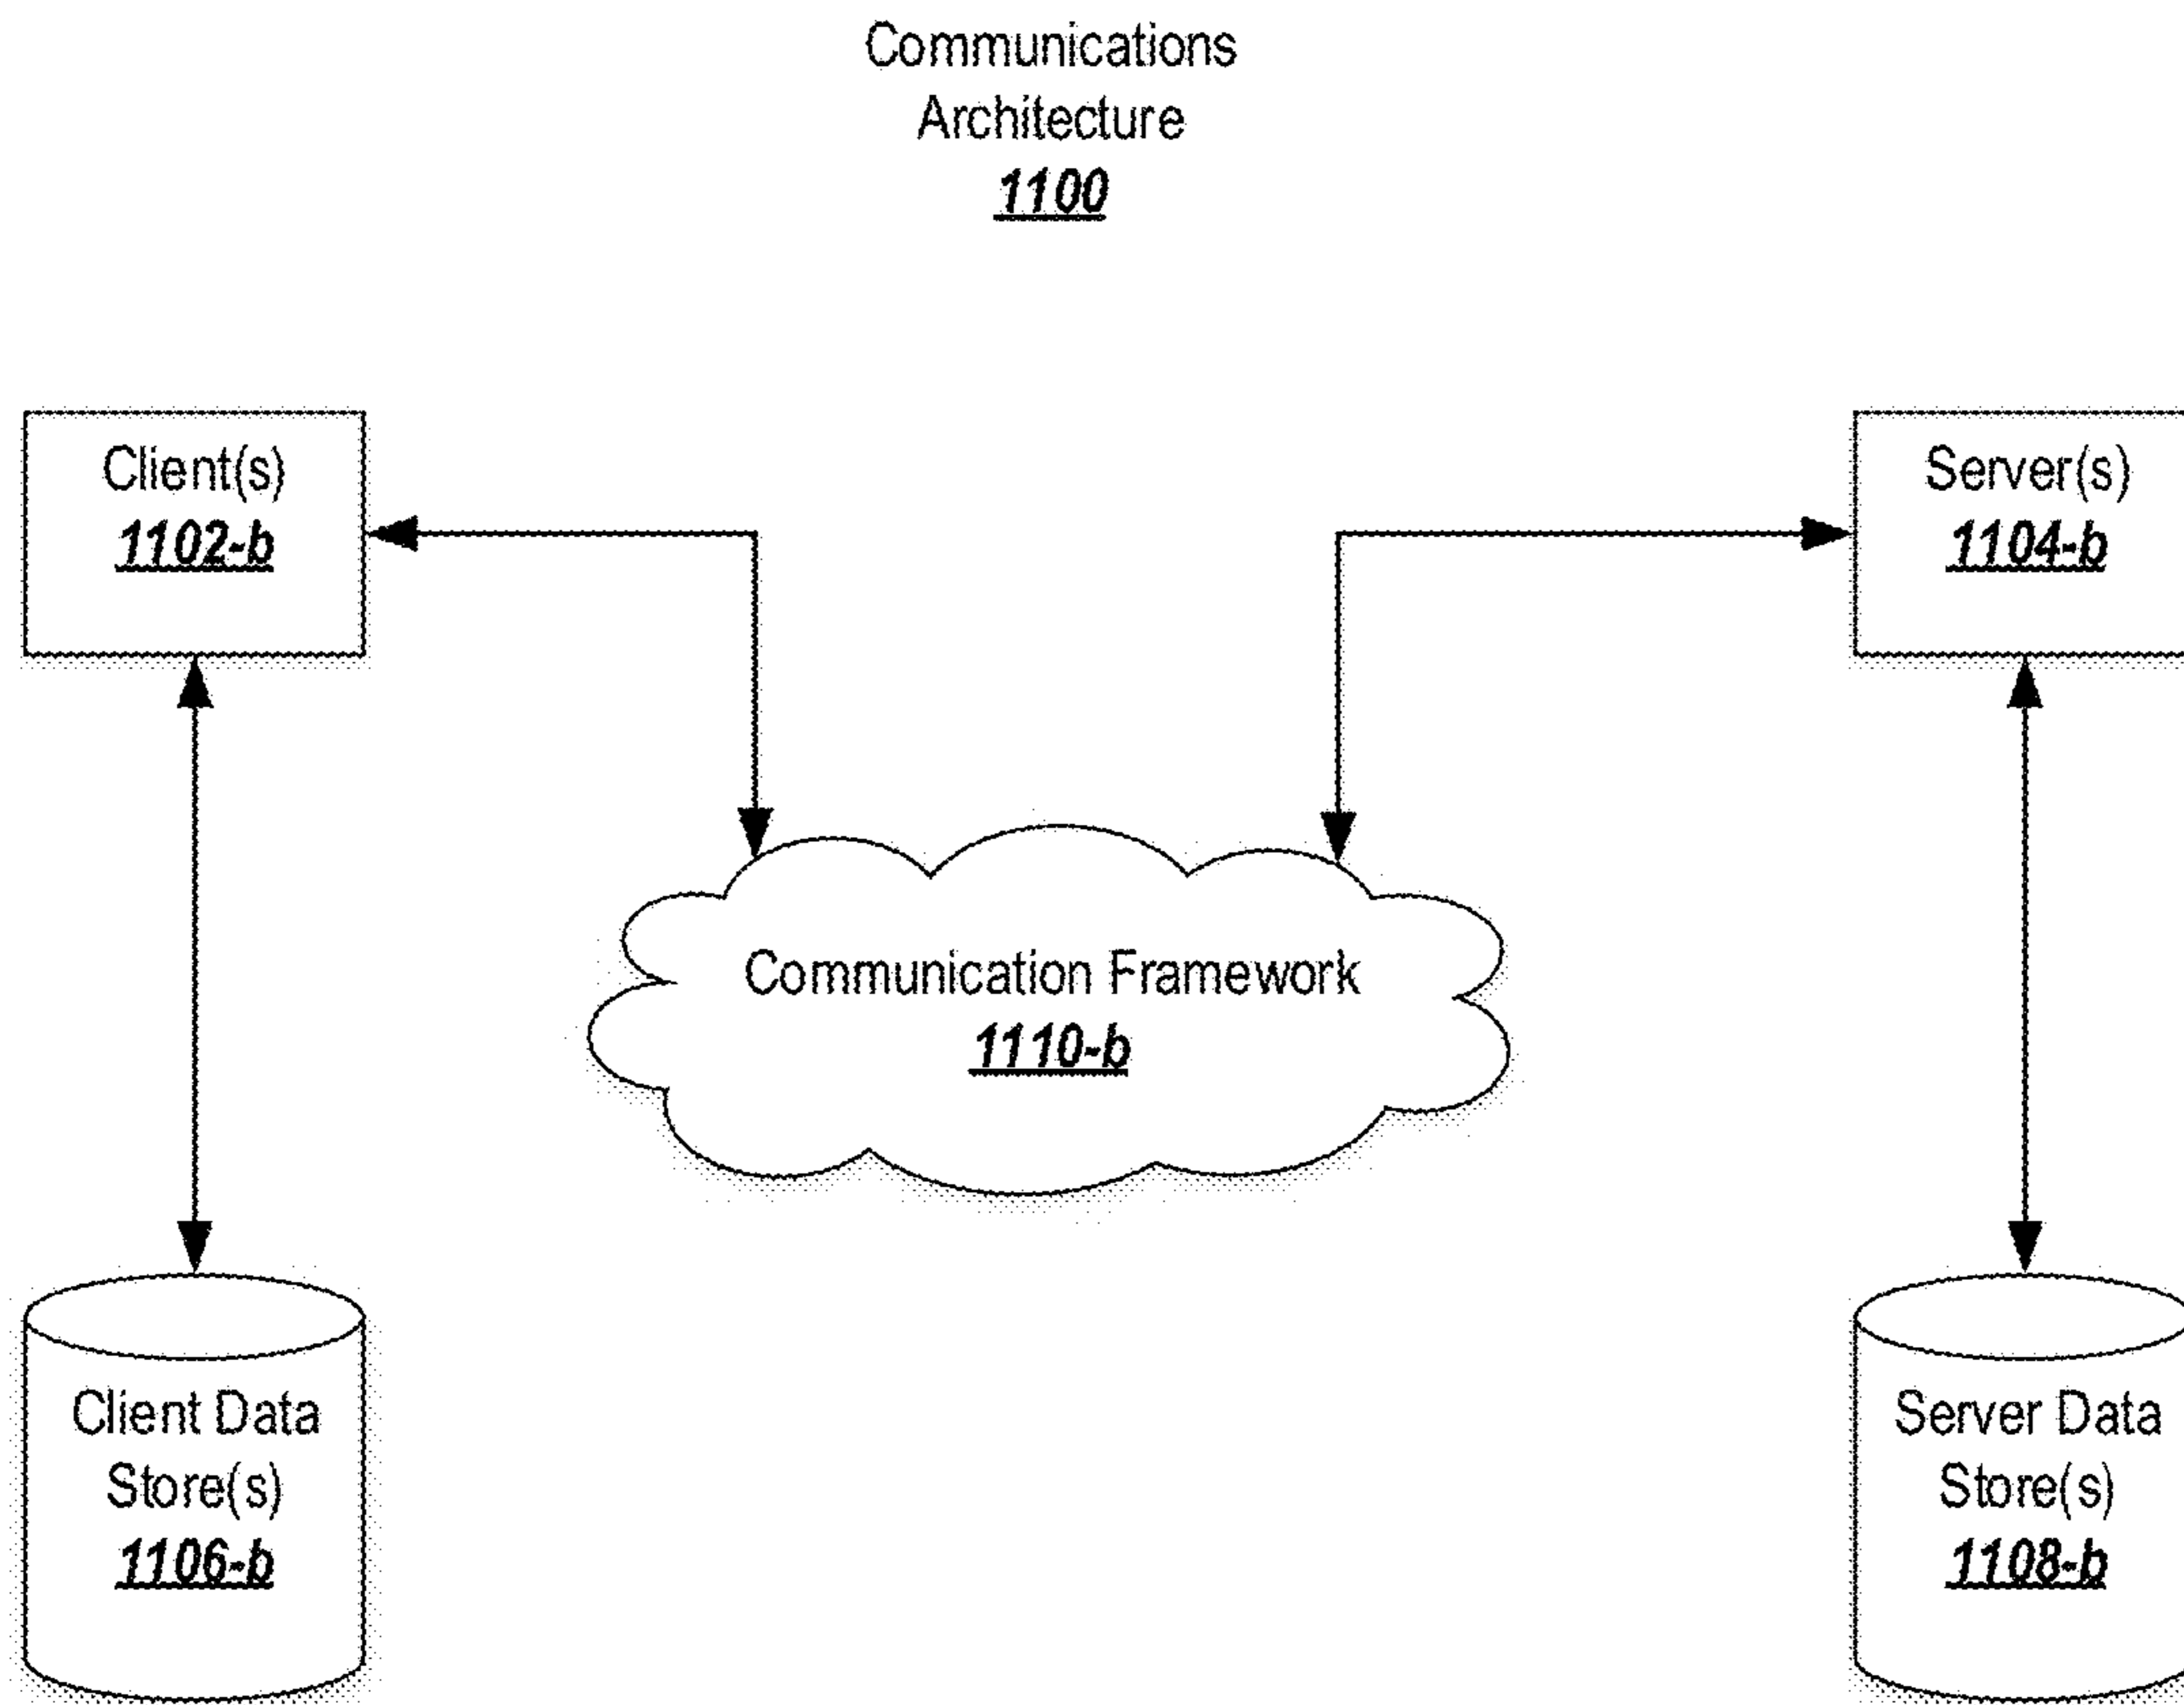 Communications
Architecture
1100
Client(s)
1102-b
Server(s)
1104-b
Communication Framework
1110-b
Client Data
Store(s)
1106-b
Server Data
Store(s)
1108-b